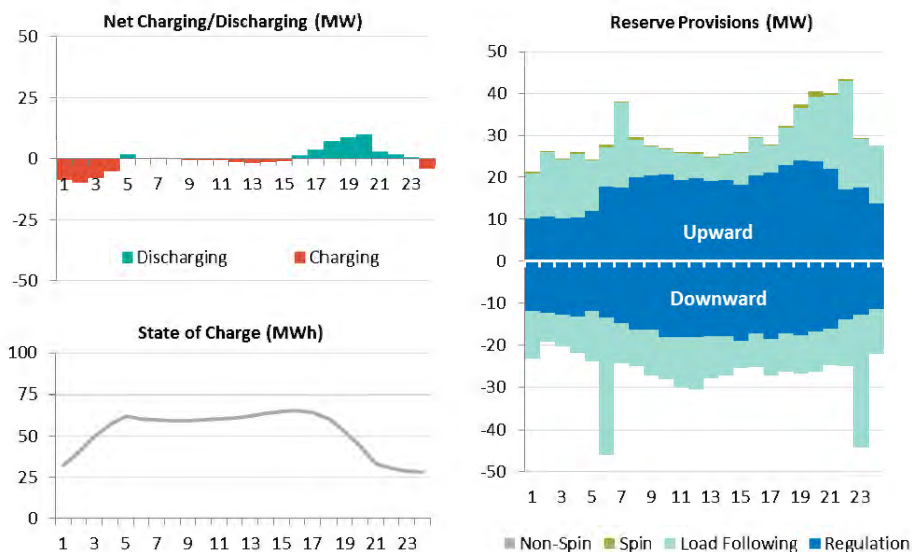 Net Charging/Discharging (MW)
50
25
0
-25
-50
1 3 5 7 9 11 13 15 17 19 21 23
Discharging Charging
State of Charge (MWh)
100
75
50
25
0
1 3 5 7 9 11 13 15 17 19 21 23
Reserve Provisions (MW)
50
40
30
20
10
0
-10
-20
-30
-40
-50
Upward
Downward
1 3 5 7 9 11 13 15 17 19 21 23
Non-Spin Spin Load Following Regulation